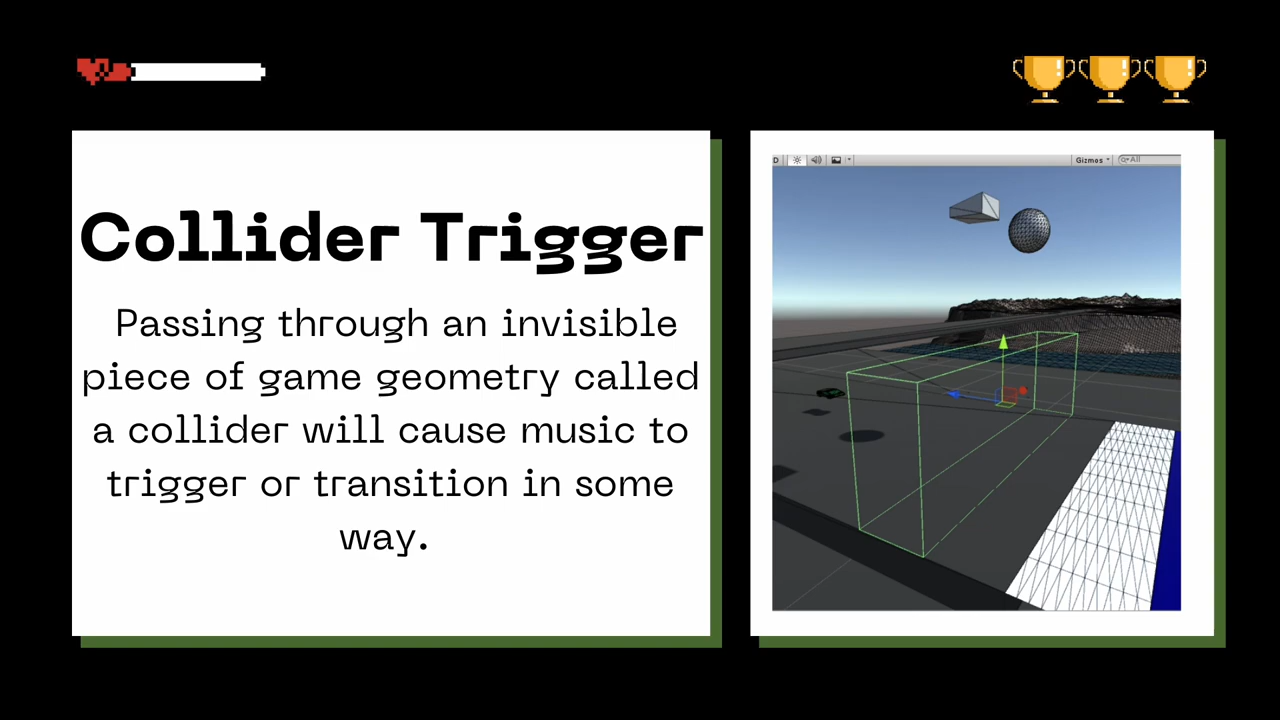 Collider Trigger
Passing through an invisible
piece of game geometry called
a collider will cause music to
trigger or transition in some
way.
D
Gizmos
All